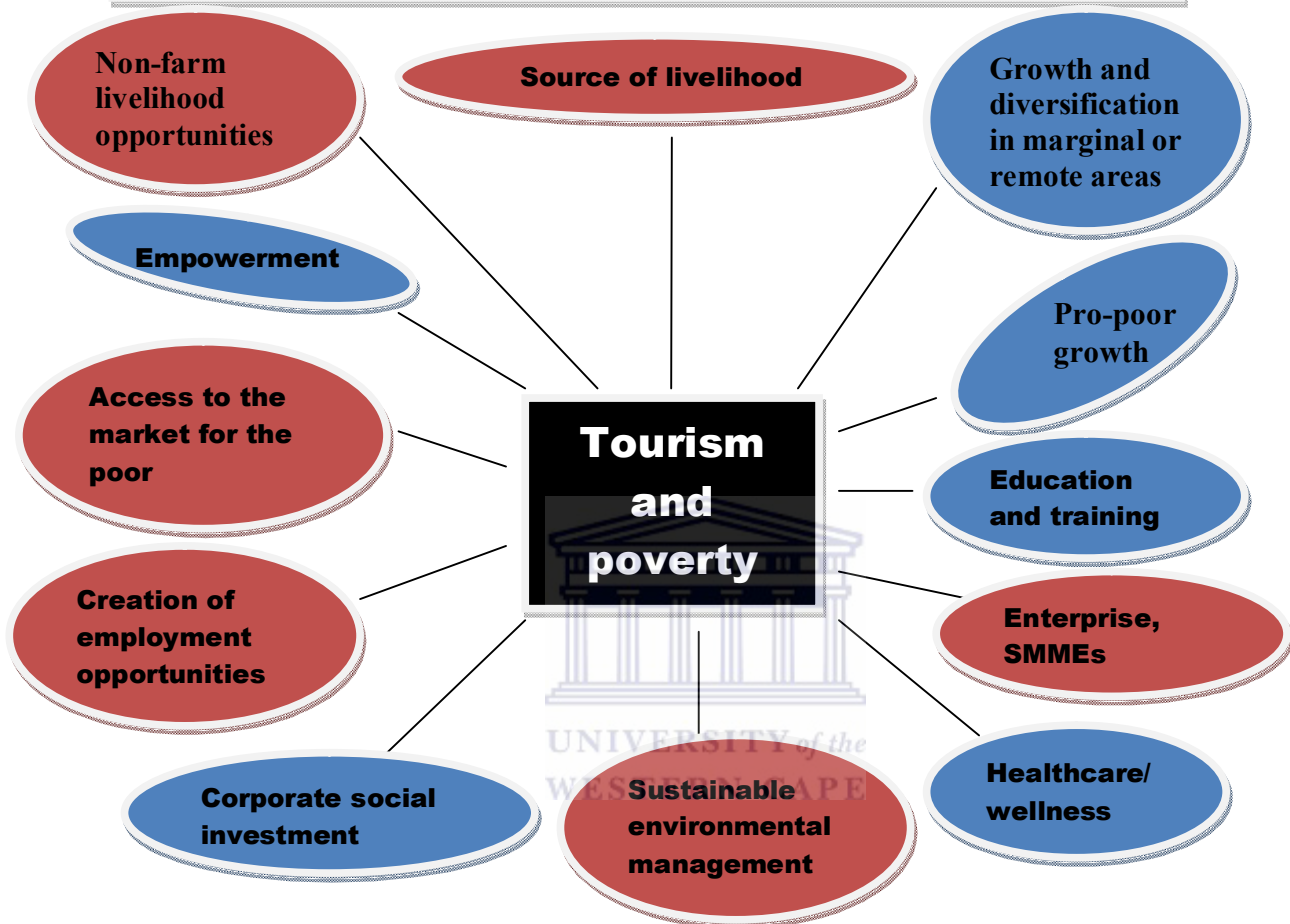 Non-farm
livelihood
opportunities
Source of livelihood
Growth and
diversification
in marginal or
remote areas
Empowerment
Pro-poor
growth
Access to the
market for the
poor
Tourism
and
poverty
Education
and training
Creation of
employment
opportunities
Enterprise,
SMMEs
UNIVERSITY of the
WESTERN CAPE
Corporate social
investment
Sustainable
environmental
management
Healthcare/
wellness